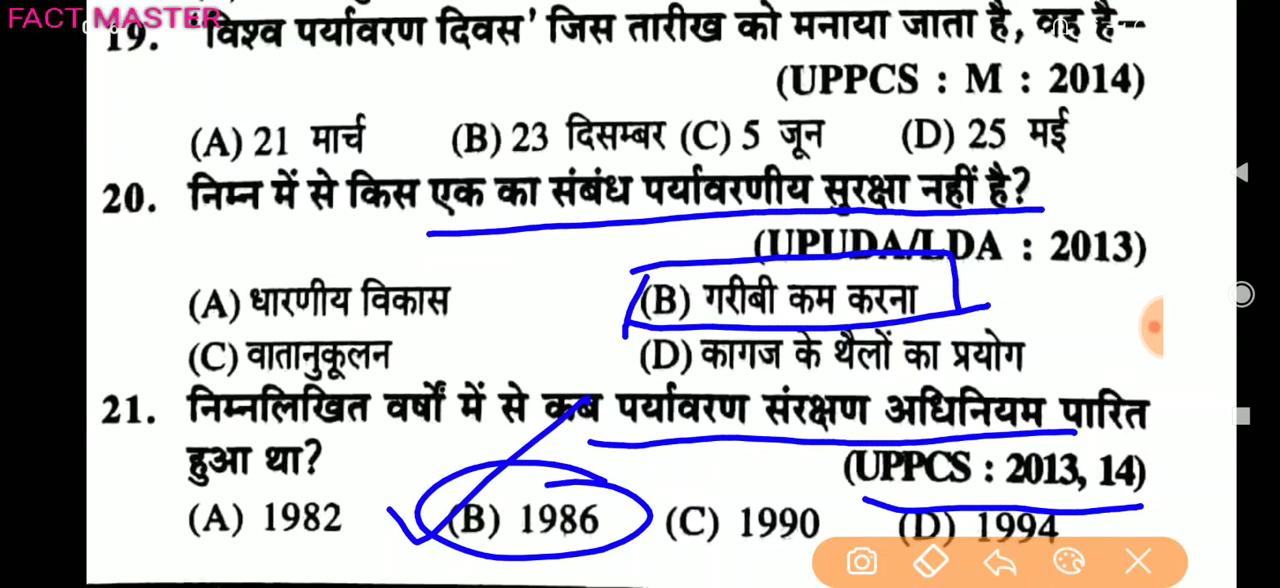 FACT MASTER
19. 'विश्व पर्यावरण दिवस' जिस तारीख को मनाया जाता है, वह है–
(UPPCS : M : 2014)
(A) 21 मार्च (B) 23 दिसम्बर (C) 5 जून (D) 25 मई
20. निम्न में से किस एक का संबंध पर्यावरणीय सुरक्षा नहीं है?
(UPUDA/LDA : 2013)
(A) धारणीय विकास (B) गरीबी कम करना
(C) वातानुकूलन (D) कागज के थैलों का प्रयोग
21. निम्नलिखित वर्षों में से कब पर्यावरण संरक्षण अधिनियम पारित
हुआ था? (UPPCS : 2013, 14)
(A) 1982 (B) 1986 (C) 1990 (D) 1994